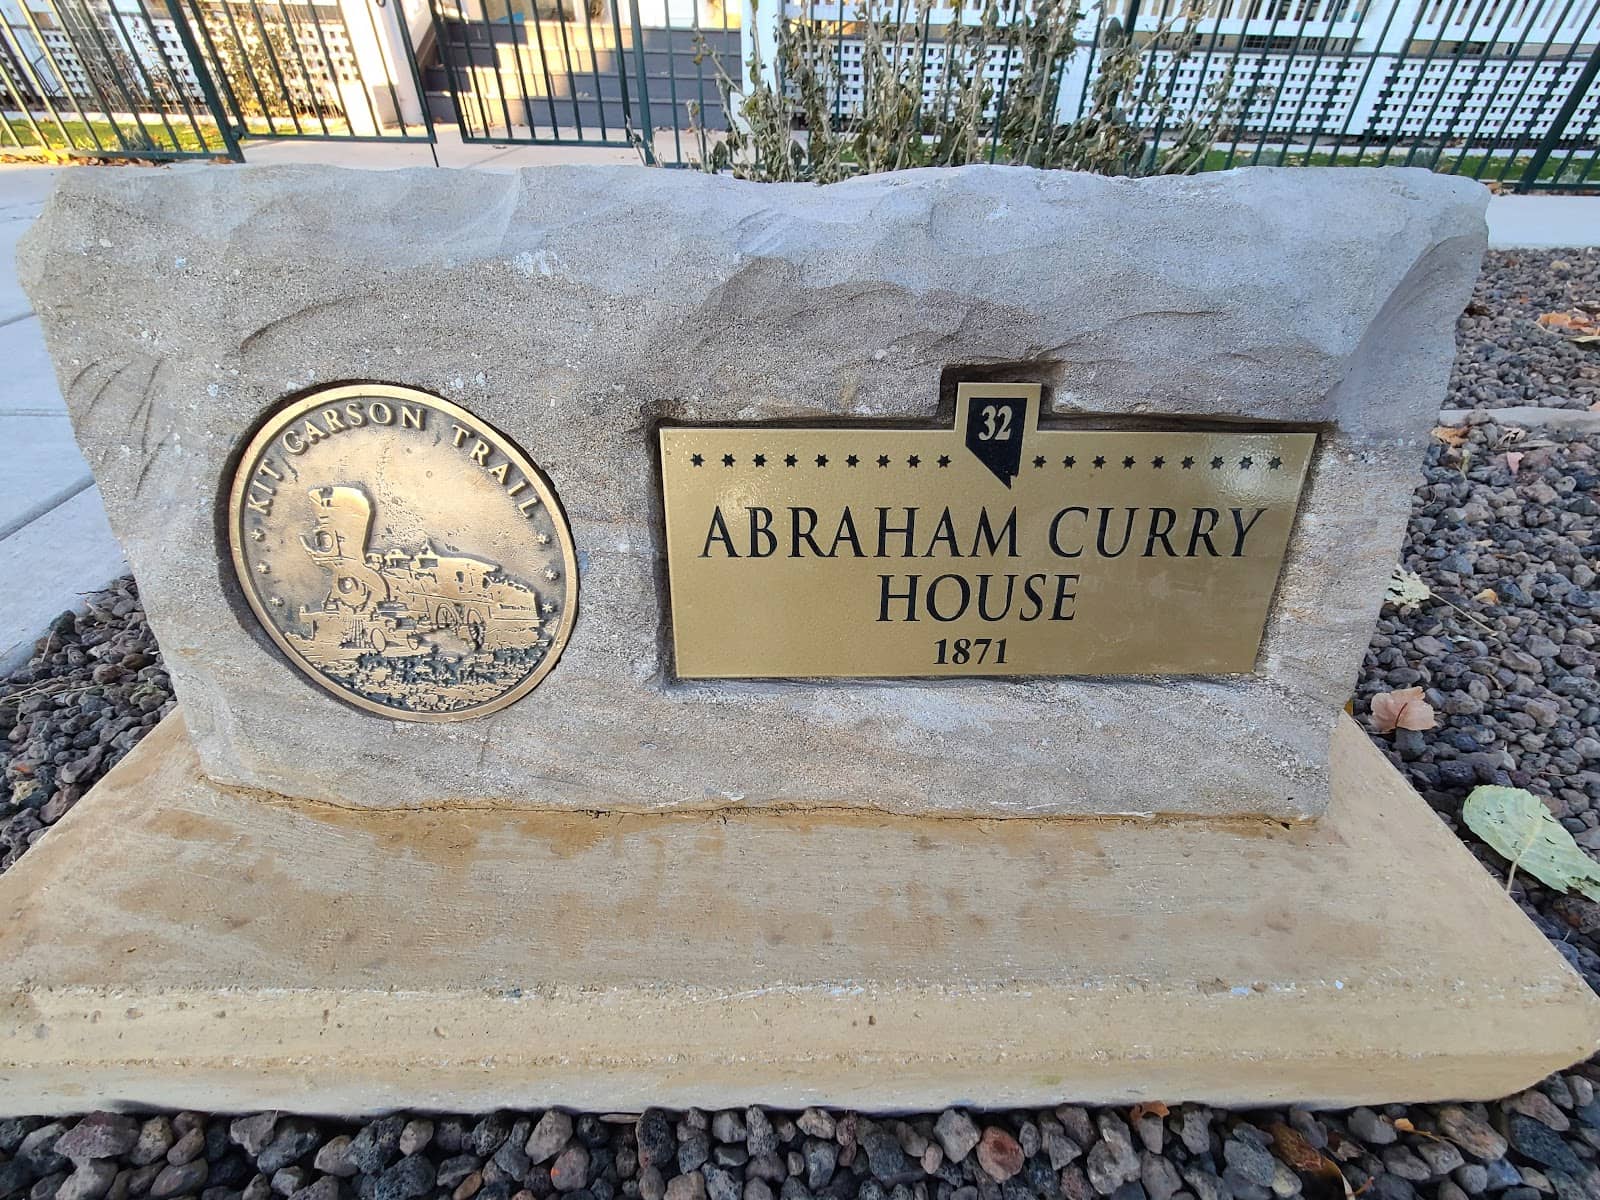 KIT CARSON TRAIL
32
ABRAHAM CURRY
HOUSE
1871